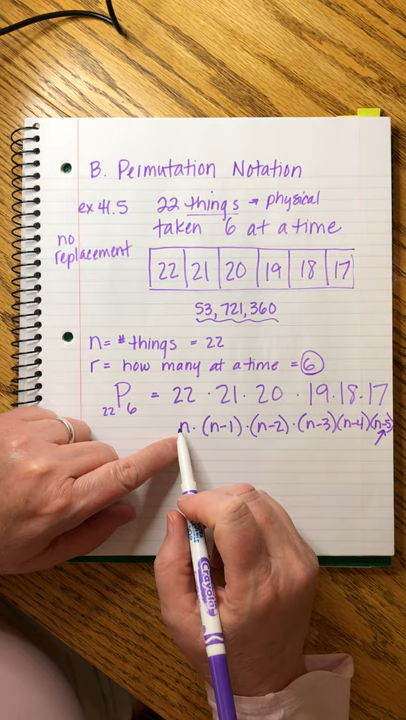 B. Permutation Notation
ex 41.5 22 things → physical
taken 6 at a time
no replacement
22 21 20 19 18 17
53,721,360
n= # things = 22
r= how many at a time = 6
22P6 = 22 · 21 · 20 · 19 · 18 · 17
n · (n-1) · (n-2) · (n-3)(n-4)(n-5)
Crayola